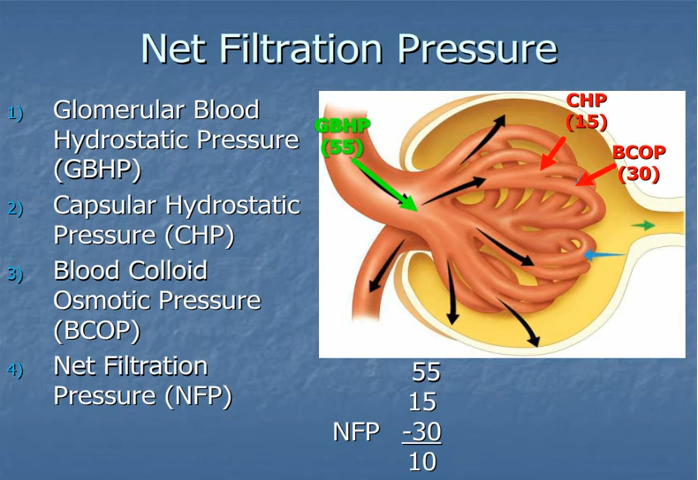 Net Filtration Pressure
1) Glomerular Blood
Hydrostatic Pressure
(GBHP)
2) Capsular Hydrostatic
Pressure (CHP)
3) Blood Colloid
Osmotic Pressure
(BCOP)
4) Net Filtration
Pressure (NFP)
GBHP
(55)
CHP
(15)
BCOP
(30)
55
15
NFP -30
10